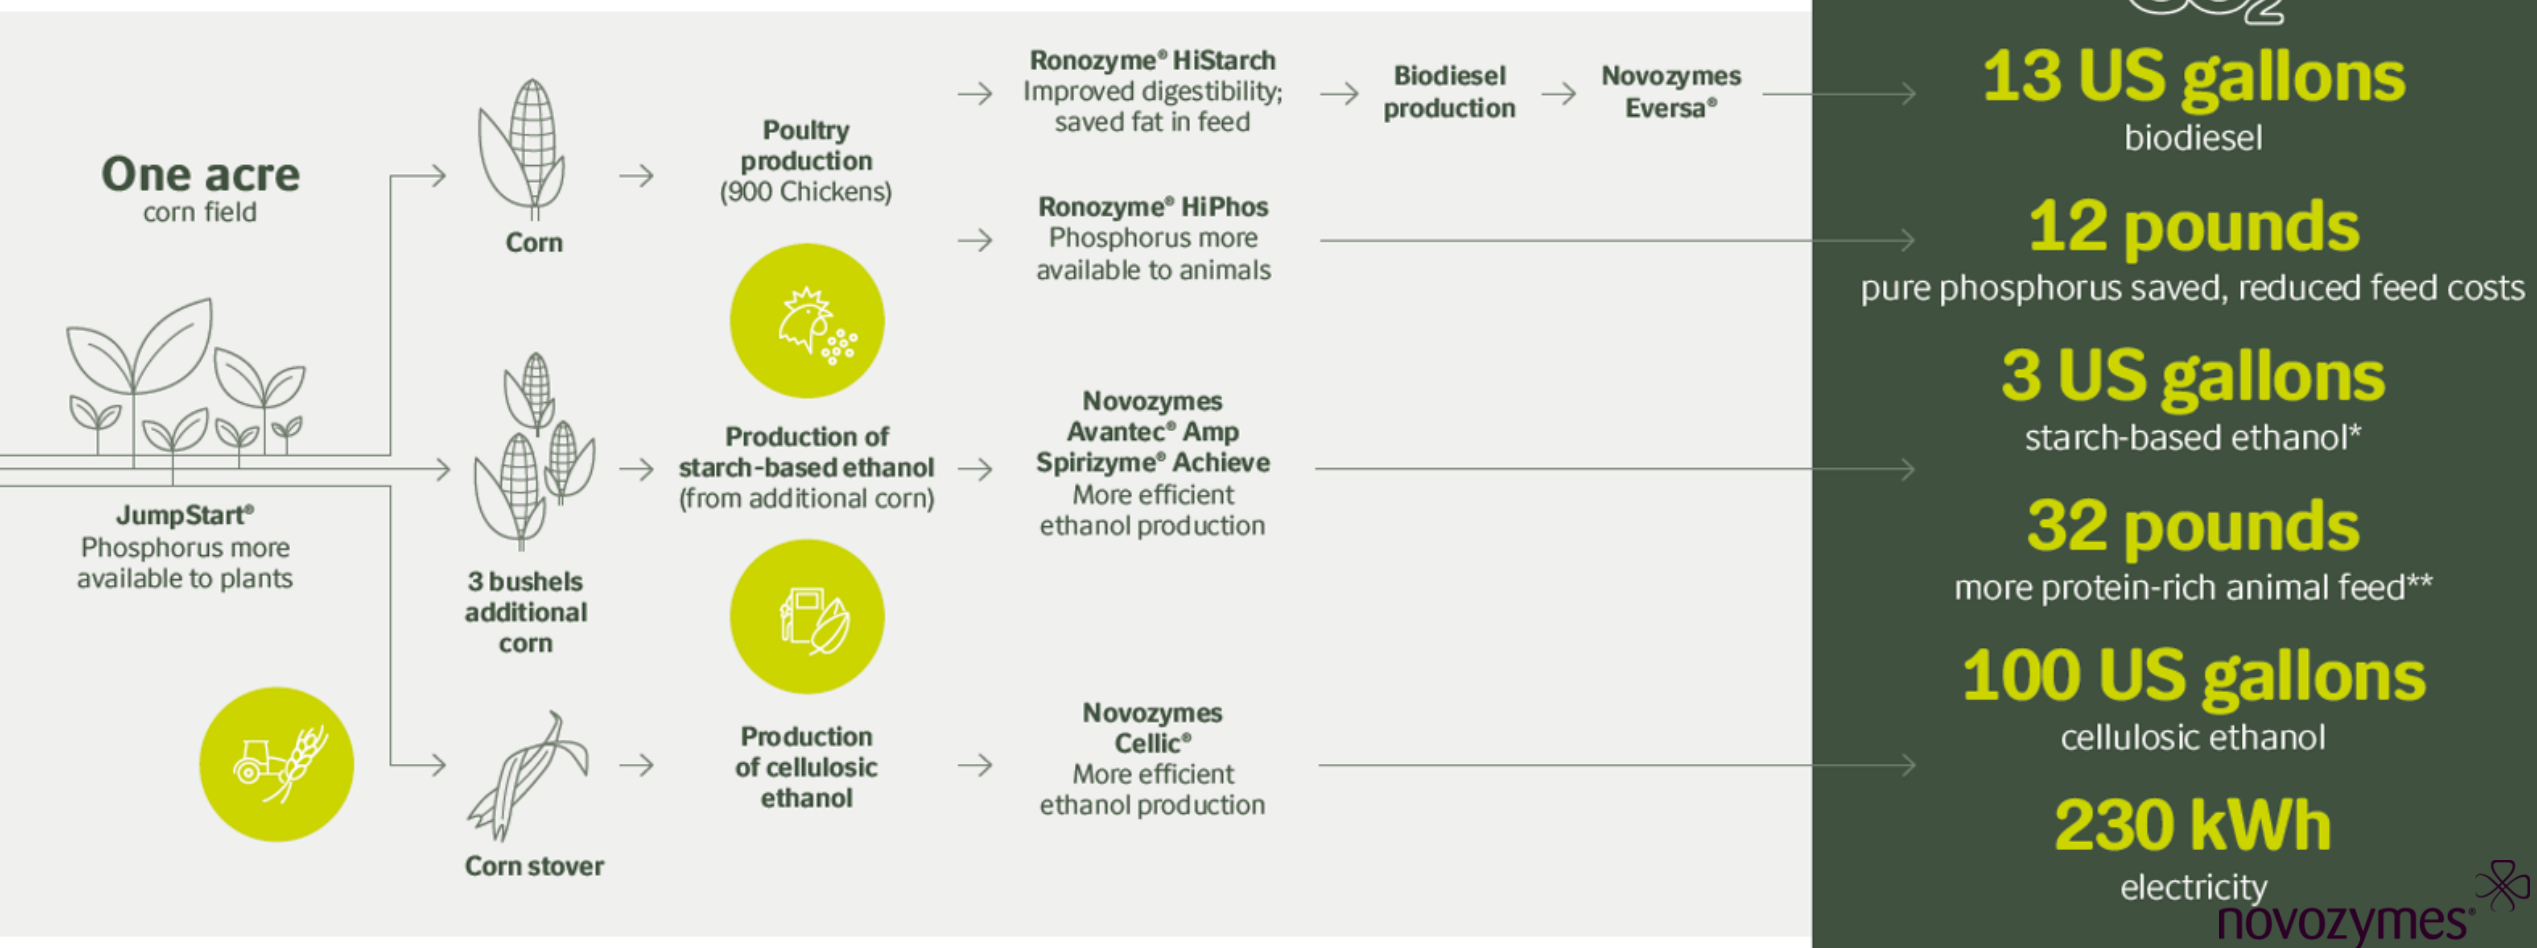 One acre
corn field
JumpStart®
Phosphorus more
available to plants
Corn
3 bushels
additional
corn
Corn stover
Poultry
production
(900 Chickens)
Production of
starch-based ethanol
(from additional corn)
Production
of cellulosic
ethanol
Ronozyme® HiStarch
Improved digestibility;
saved fat in feed
Biodiesel
production
Novozymes
Eversa®
Ronozyme® HiPhos
Phosphorus more
available to animals
Novozymes
Avantec® Amp
Spirizyme® Achieve
More efficient
ethanol production
Novozymes
Cellic®
More efficient
ethanol production
CO2
13 US gallons
biodiesel
12 pounds
pure phosphorus saved, reduced feed costs
3 US gallons
starch-based ethanol*
32 pounds
more protein-rich animal feed**
100 US gallons
cellulosic ethanol
230 kWh
electricity
novozymes®